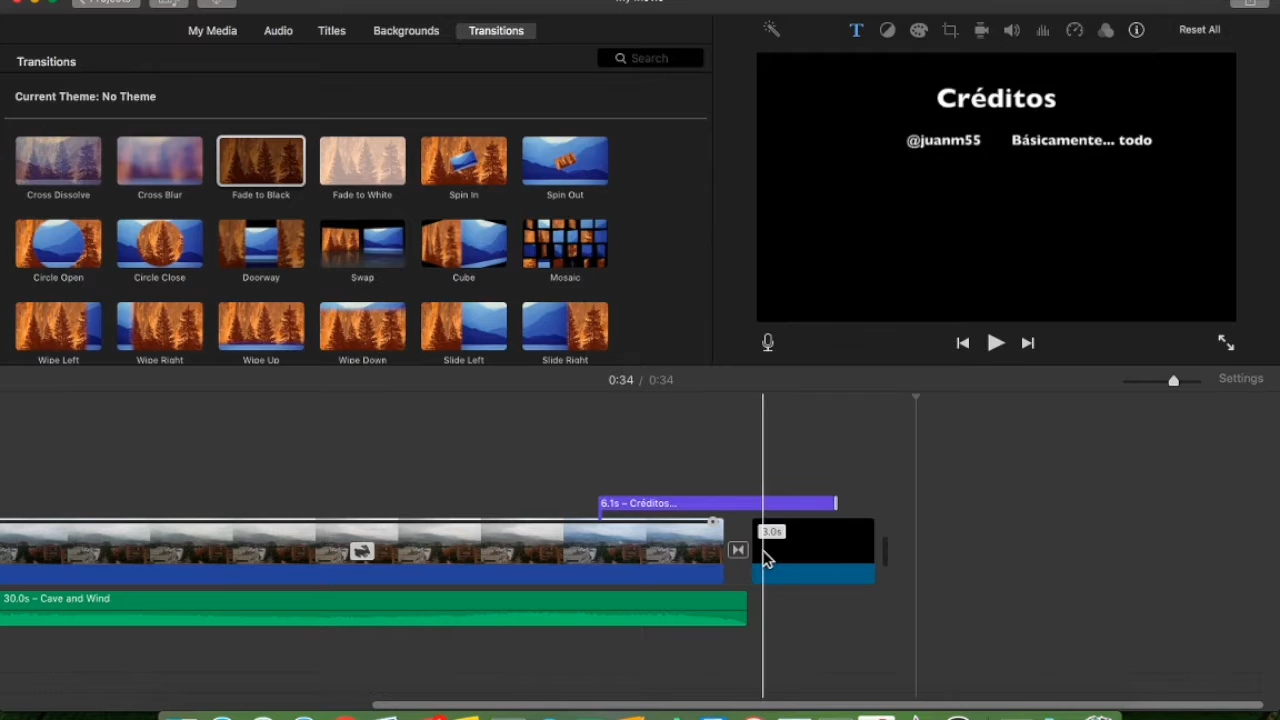 Projects
My Movie
My Media Audio Titles Backgrounds Transitions
Reset All
Transitions
Search
Current Theme: No Theme
Cross Dissolve Cross Blur Fade to Black Fade to White Spin In Spin Out
Circle Open Circle Close Doorway Swap Cube Mosaic
Wipe Left Wipe Right Wipe Up Wipe Down Slide Left Slide Right
Créditos
@juanm55 Básicamente... todo
0:34 / 0:34
Settings
6.1s – Créditos...
3.0s
30.0s – Cave and Wind